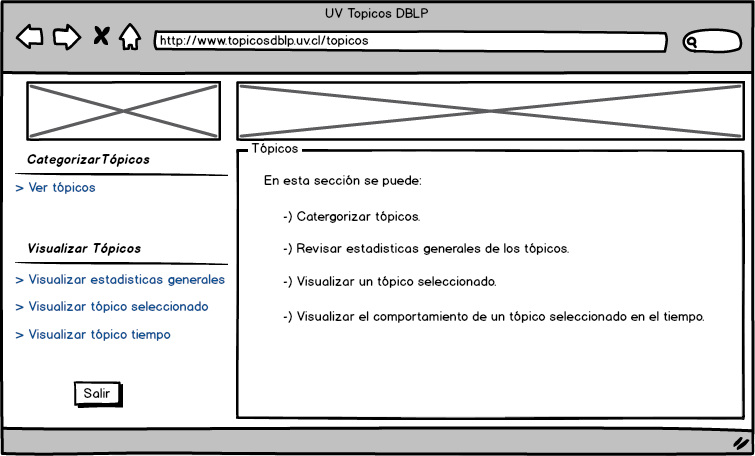 UV Topicos DBLP
http://www.topicosdblp.uv.cl/topicos
Categorizar Tópicos
> Ver tópicos
Visualizar Tópicos
> Visualizar estadisticas generales
> Visualizar tópico seleccionado
> Visualizar tópico tiempo
Salir
Tópicos
En esta sección se puede:
-) Catergorizar tópicos.
-) Revisar estadisticas generales de los tópicos.
-) Visualizar un tópico seleccionado.
-) Visualizar el comportamiento de un tópico seleccionado en el tiempo.